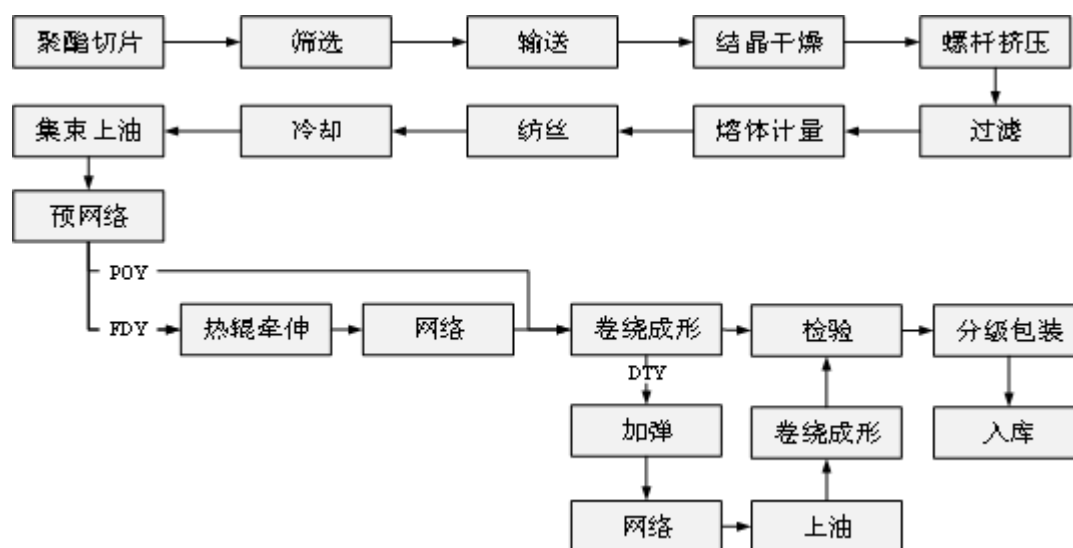 聚酯切片
筛选
输送
结晶干燥
螺杆挤压
集束上油
冷却
纺丝
熔体计量
过滤
预网络
POY
FDY
热辊牵伸
网络
卷绕成形
检验
分级包装
DTY
加弹
卷绕成形
入库
网络
上油